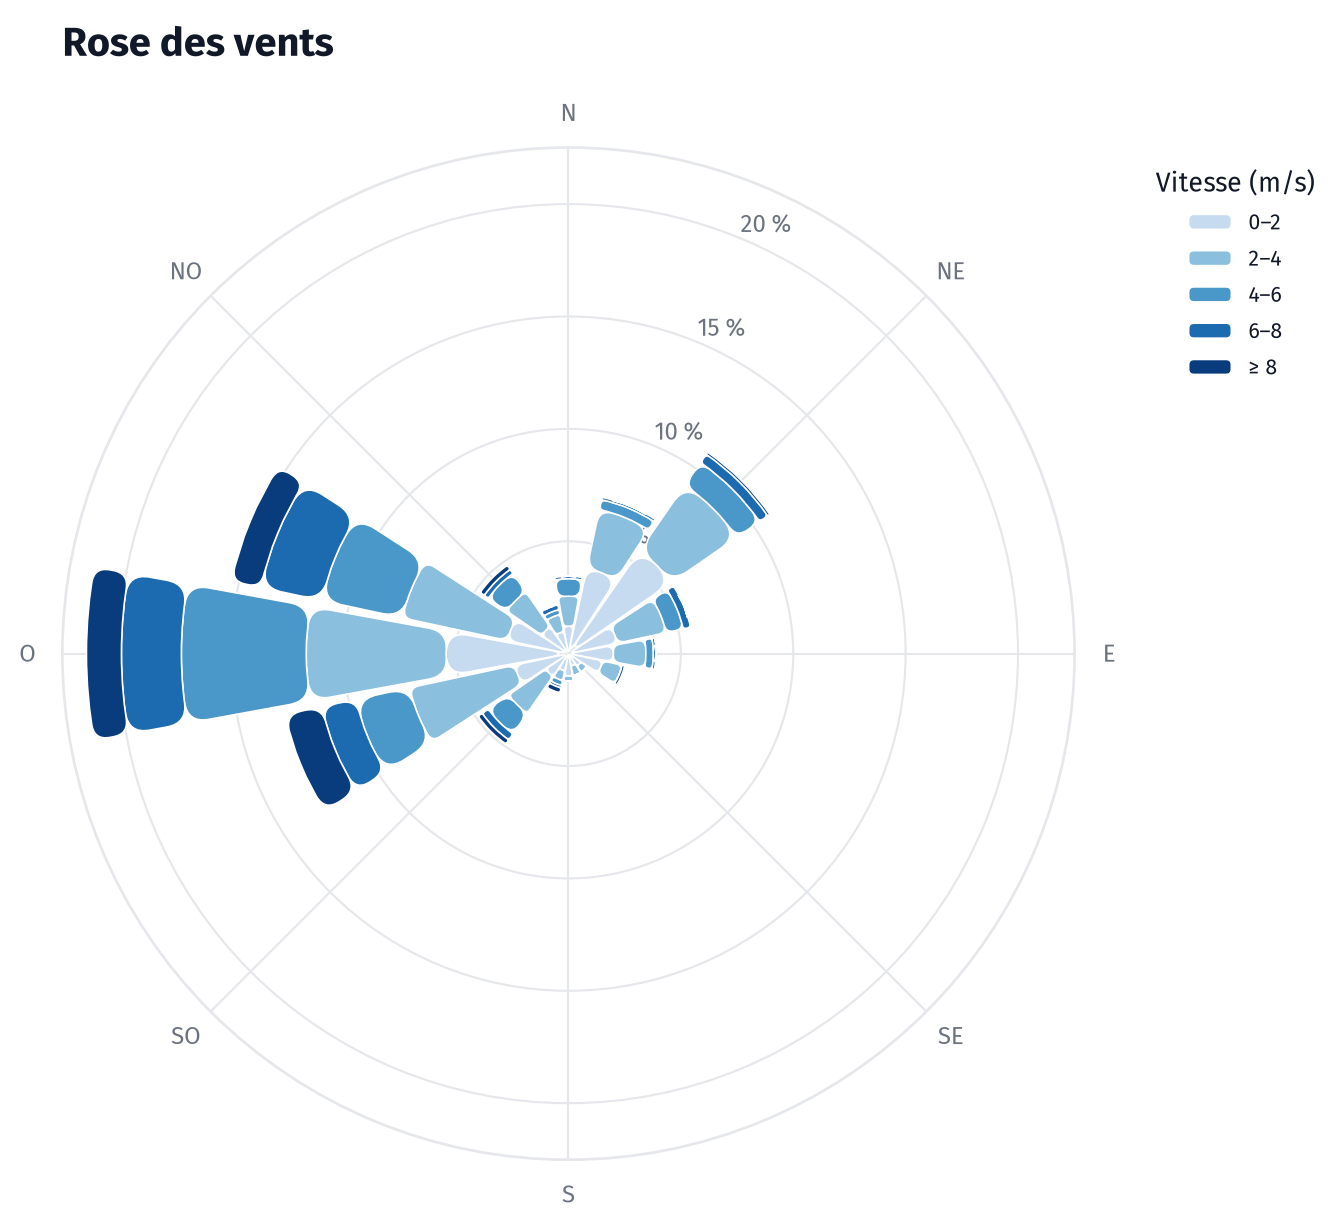 Rose des vents
N
NE
E
SE
S
SO
O
NO
20 %
15 %
10 %
Vitesse (m/s)
0–2
2–4
4–6
6–8
≥ 8